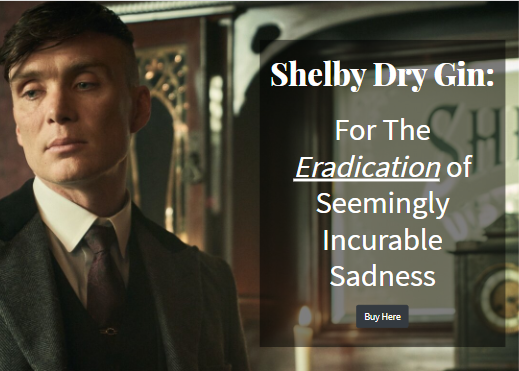 Shelby Dry Gin:
For The
Eradication of
Seemingly
Incurable
Sadness
Buy Here